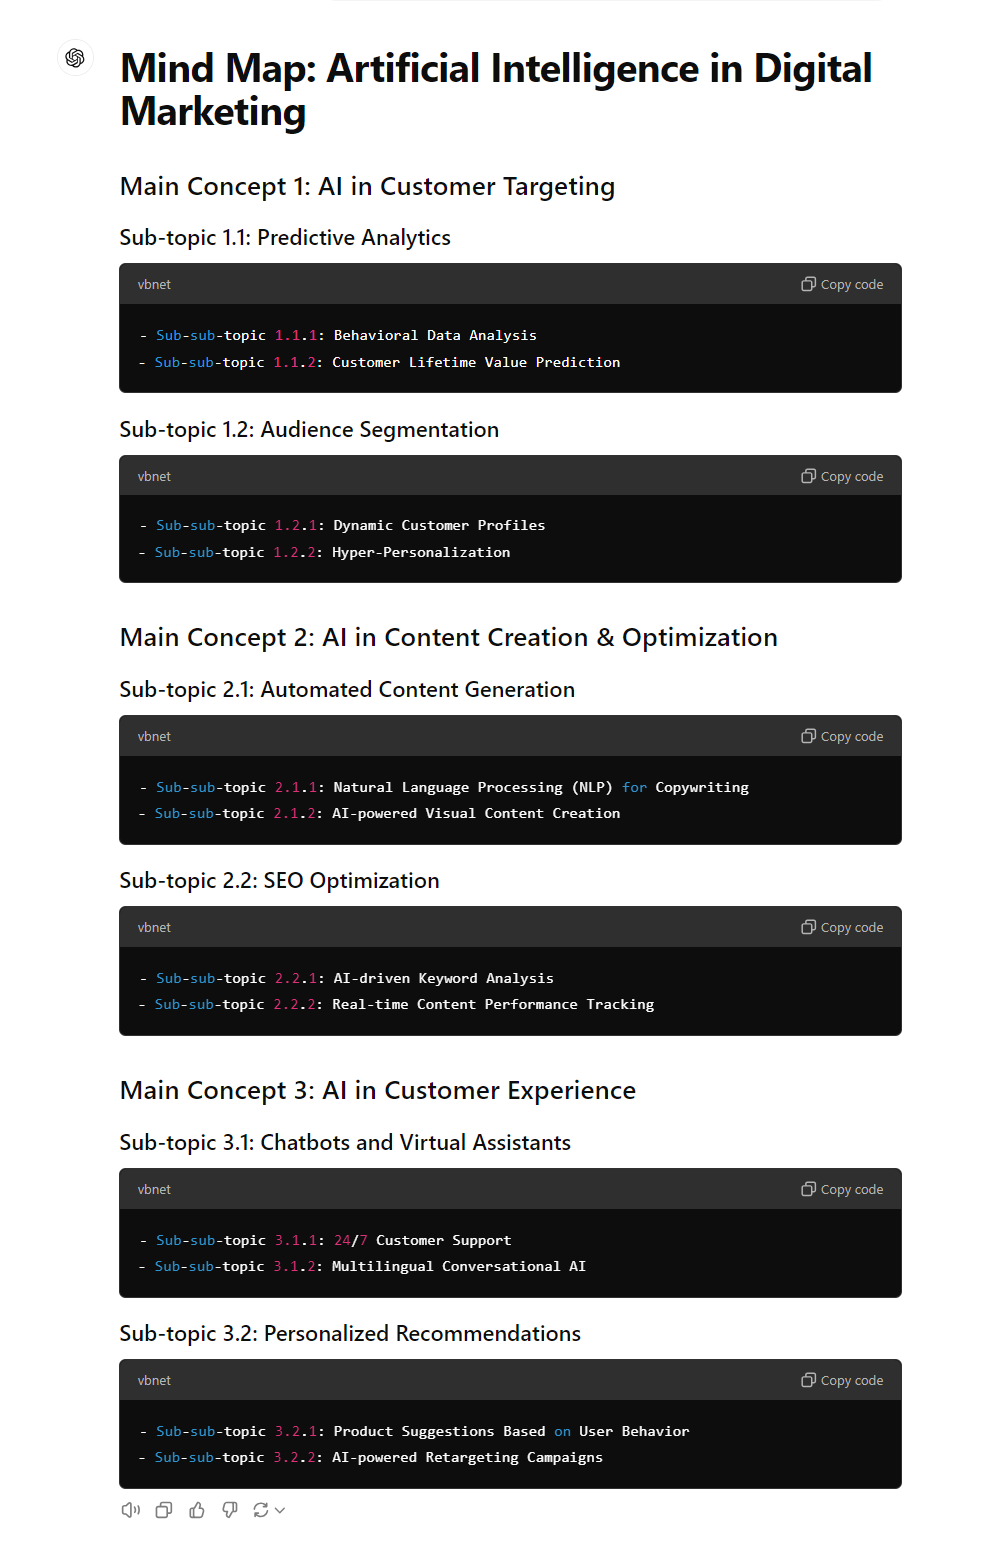 Mind Map: Artificial Intelligence in Digital
Marketing
Main Concept 1: AI in Customer Targeting
Sub-topic 1.1: Predictive Analytics
vbnet Copy code
- Sub-sub-topic 1.1.1: Behavioral Data Analysis
- Sub-sub-topic 1.1.2: Customer Lifetime Value Prediction
Sub-topic 1.2: Audience Segmentation
vbnet Copy code
- Sub-sub-topic 1.2.1: Dynamic Customer Profiles
- Sub-sub-topic 1.2.2: Hyper-Personalization
Main Concept 2: AI in Content Creation & Optimization
Sub-topic 2.1: Automated Content Generation
vbnet Copy code
- Sub-sub-topic 2.1.1: Natural Language Processing (NLP) for Copywriting
- Sub-sub-topic 2.1.2: AI-powered Visual Content Creation
Sub-topic 2.2: SEO Optimization
vbnet Copy code
- Sub-sub-topic 2.2.1: AI-driven Keyword Analysis
- Sub-sub-topic 2.2.2: Real-time Content Performance Tracking
Main Concept 3: AI in Customer Experience
Sub-topic 3.1: Chatbots and Virtual Assistants
vbnet Copy code
- Sub-sub-topic 3.1.1: 24/7 Customer Support
- Sub-sub-topic 3.1.2: Multilingual Conversational AI
Sub-topic 3.2: Personalized Recommendations
vbnet Copy code
- Sub-sub-topic 3.2.1: Product Suggestions Based on User Behavior
- Sub-sub-topic 3.2.2: AI-powered Retargeting Campaigns